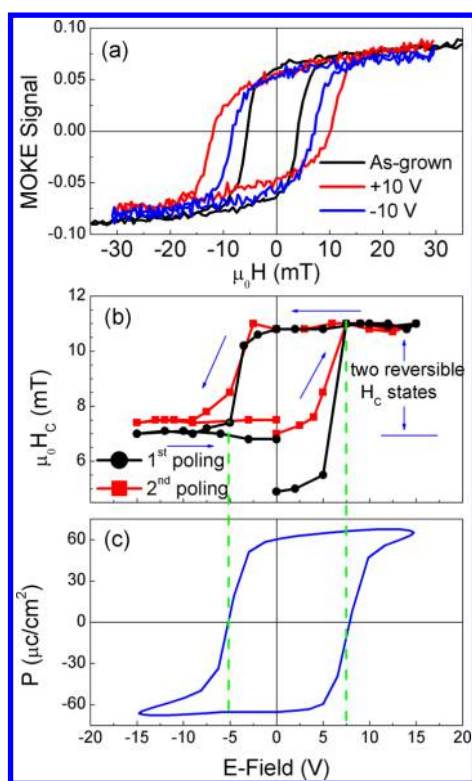 (a)
MOKE Signal
0.10
0.05
0.00
-0.05
-0.10
As-grown
+10 V
-10 V
-30 -20 -10 0 10 20 30
μ₀H (mT)
(b)
μ₀H_C (mT)
12
10
8
6
two reversible
H_C states
1st poling
2nd poling
(c)
P (μc/cm²)
60
30
0
-30
-60
-20 -15 -10 -5 0 5 10 15 20
E-Field (V)